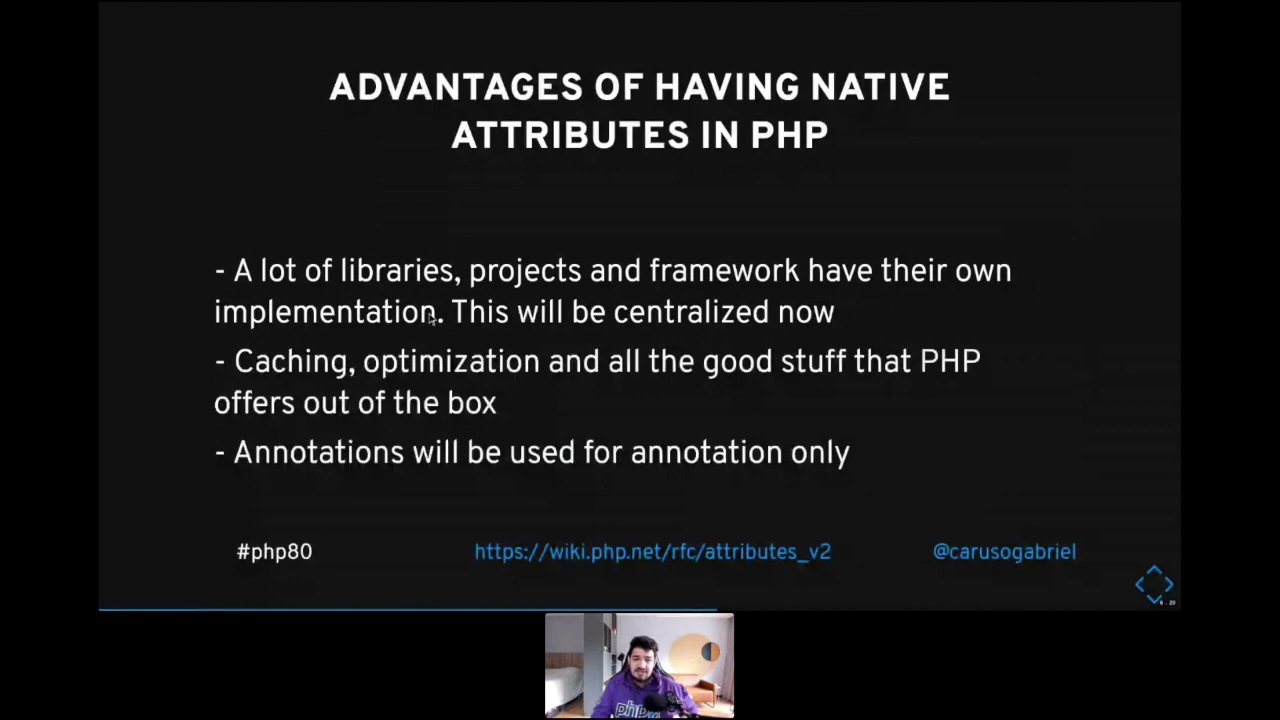 ADVANTAGES OF HAVING NATIVE
ATTRIBUTES IN PHP
- A lot of libraries, projects and framework have their own
implementation. This will be centralized now
- Caching, optimization and all the good stuff that PHP
offers out of the box
- Annotations will be used for annotation only
#php80
https://wiki.php.net/rfc/attributes_v2
@carusogabriel
php